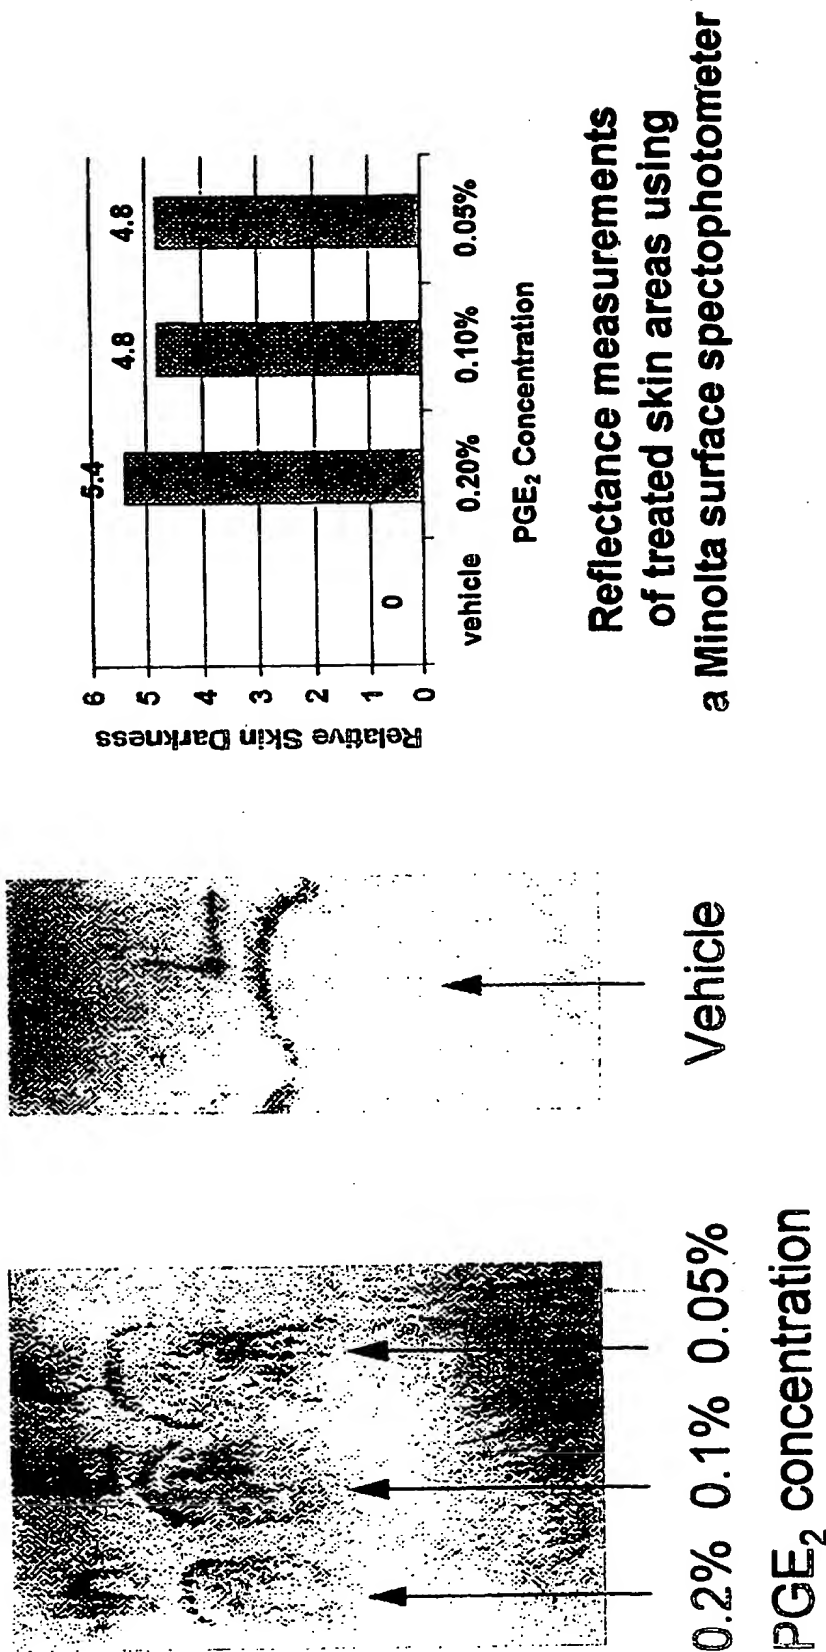 0.2% 0.1% 0.05%
PGE₂ concentration
Vehicle
Relative Skin Darkness
6
5
4
3
2
1
0
0
5.4
4.8
4.8
vehicle 0.20% 0.10% 0.05%
PGE₂ Concentration
Reflectance measurements
of treated skin areas using
a Minolta surface spectophotometer